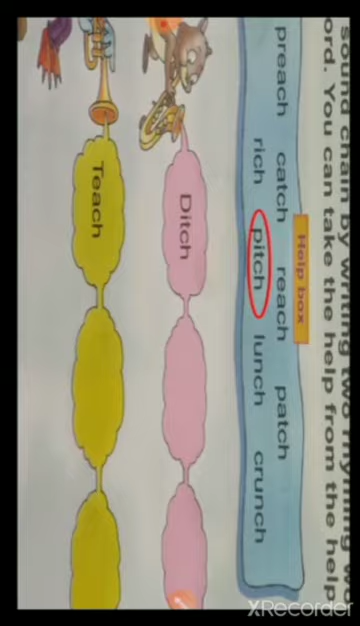 sound chain by writing two rhyming
ord. You can take the help from the help
Help box
preach catch reach patch
rich pitch lunch crunch
Ditch
Teach
XRecorder